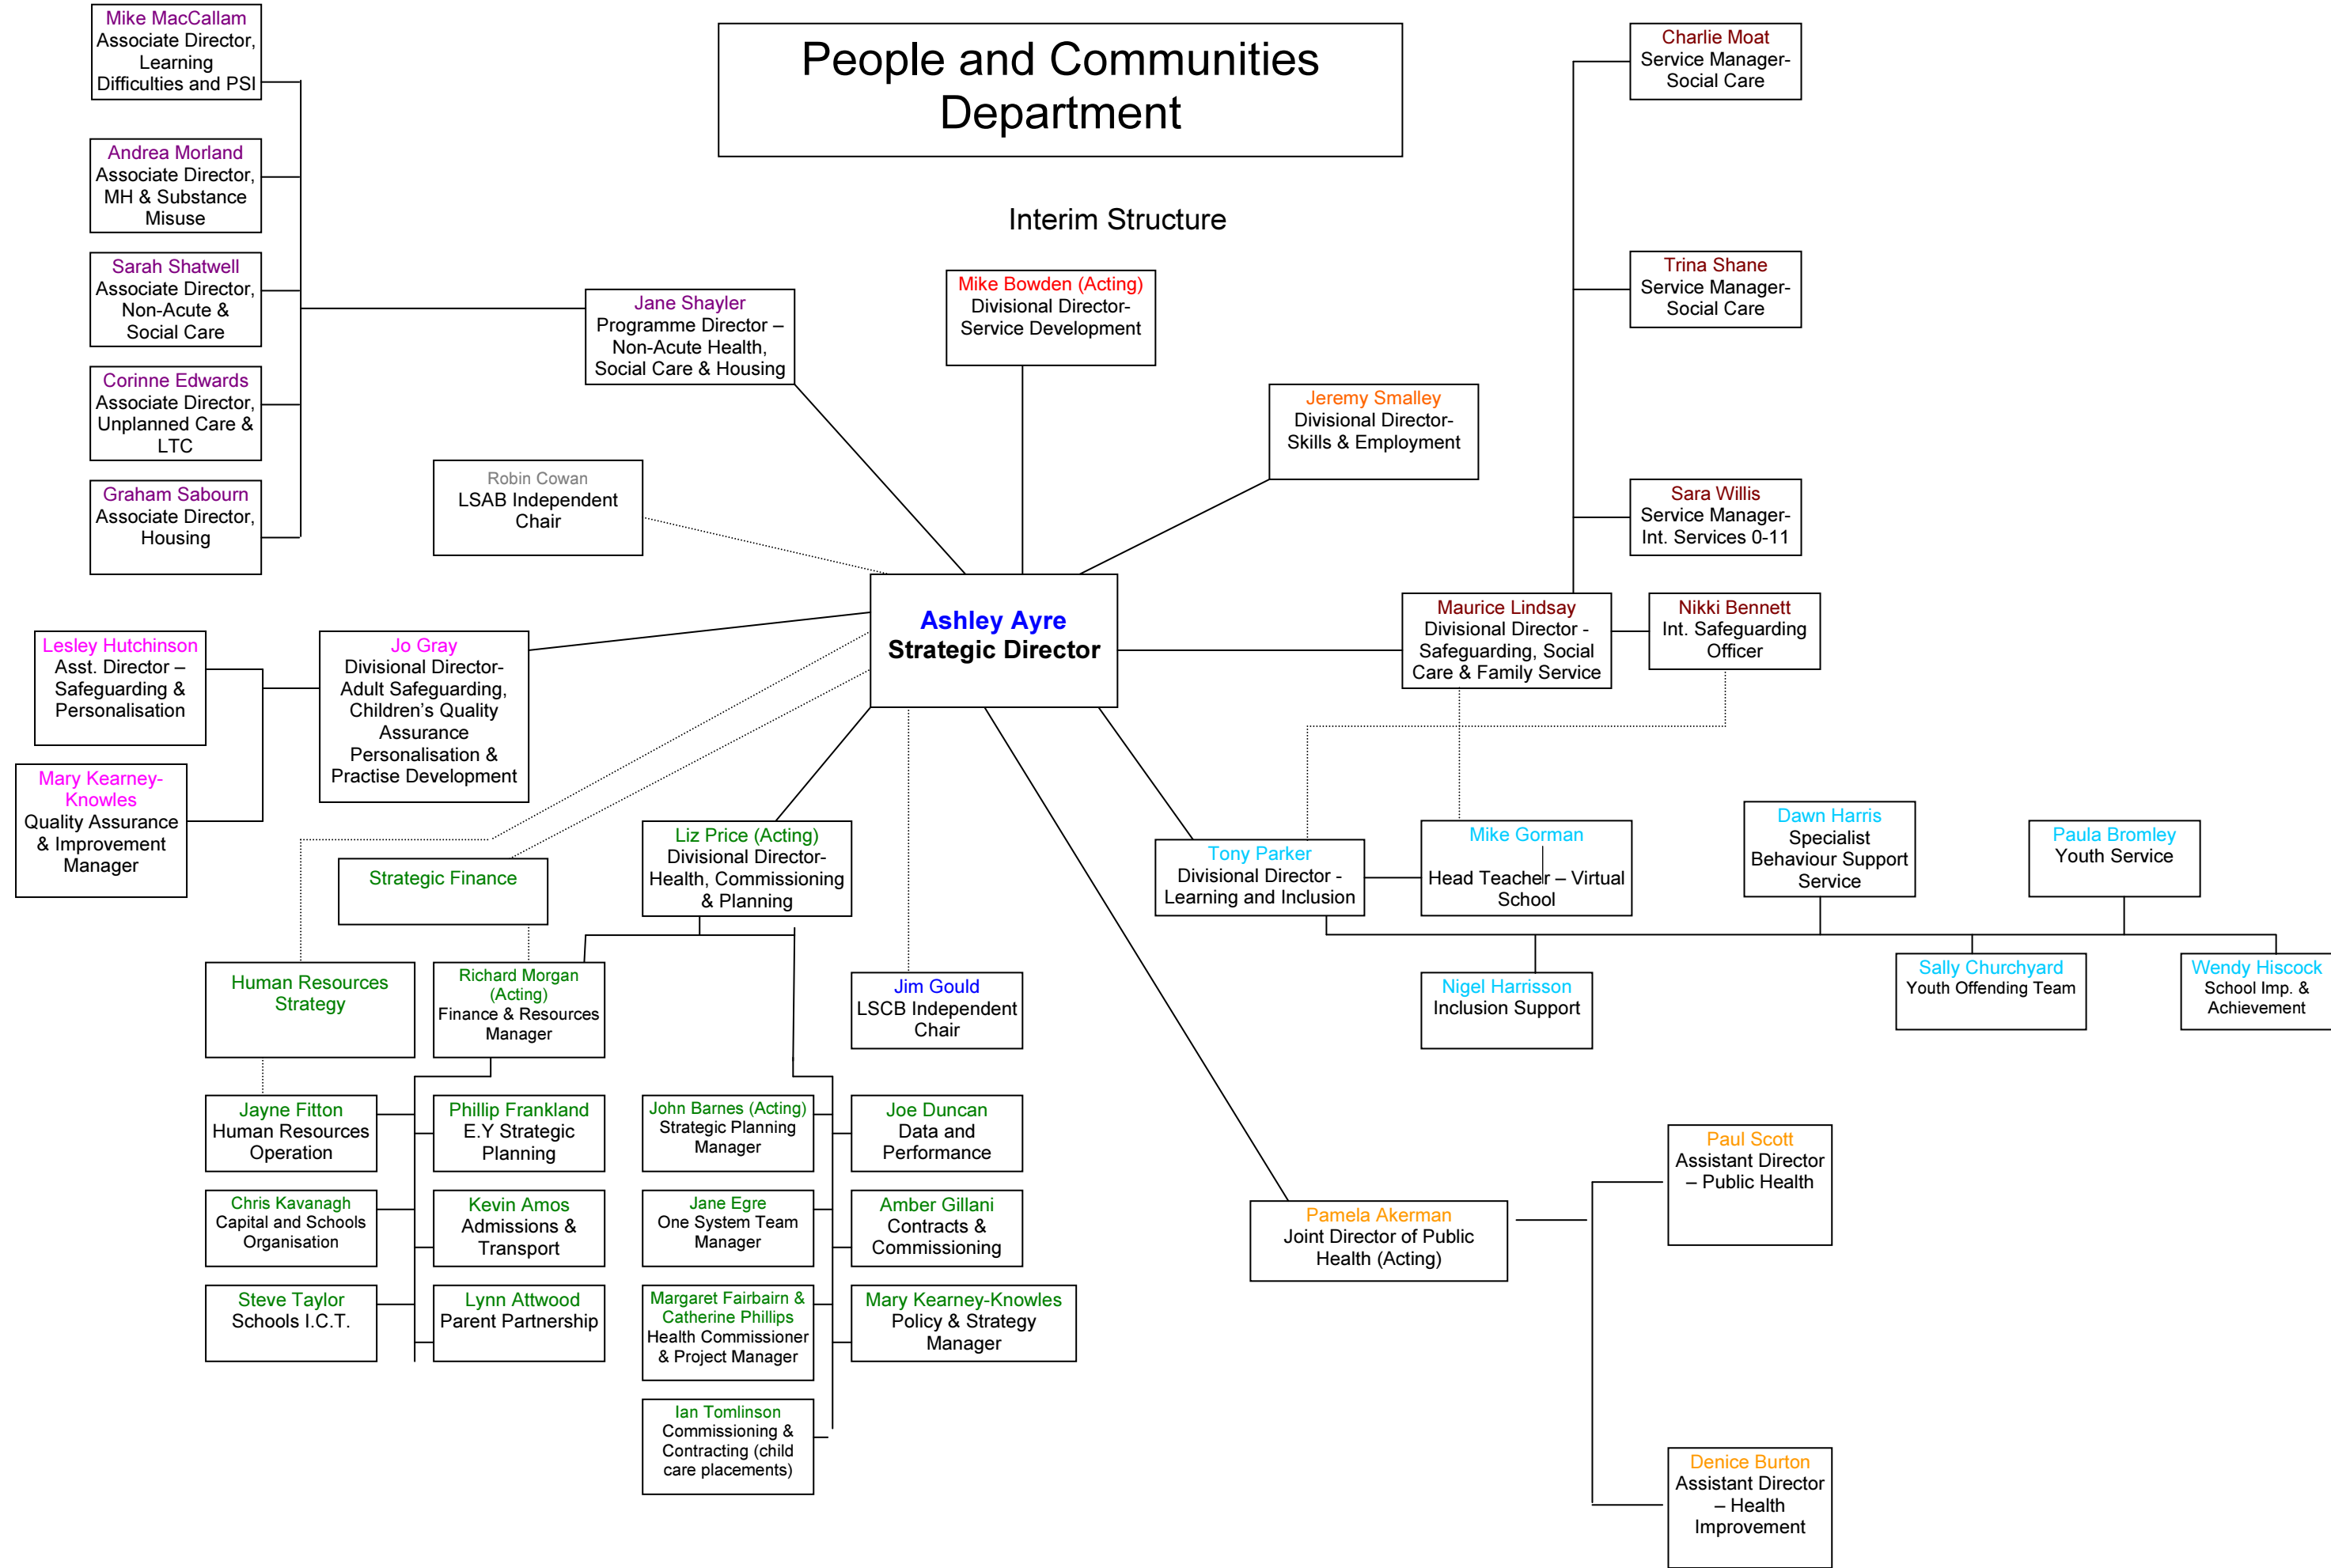 People and Communities
Department
Interim Structure
Mike MacCallam
Associate Director,
Learning
Difficulties and PSI
Andrea Morland
Associate Director,
MH & Substance
Misuse
Sarah Shatwell
Associate Director,
Non-Acute &
Social Care
Corinne Edwards
Associate Director,
Unplanned Care &
LTC
Graham Sabourn
Associate Director,
Housing
Jane Shayler
Programme Director –
Non-Acute Health,
Social Care & Housing
Mike Bowden (Acting)
Divisional Director-
Service Development
Jeremy Smalley
Divisional Director-
Skills & Employment
Robin Cowan
LSAB Independent
Chair
Charlie Moat
Service Manager-
Social Care
Trina Shane
Service Manager-
Social Care
Sara Willis
Service Manager-
Int. Services 0-11
Ashley Ayre
Strategic Director
Maurice Lindsay
Divisional Director -
Safeguarding, Social
Care & Family Service
Nikki Bennett
Int. Safeguarding
Officer
Lesley Hutchinson
Asst. Director –
Safeguarding &
Personalisation
Mary Kearney-
Knowles
Quality Assurance
& Improvement
Manager
Jo Gray
Divisional Director-
Adult Safeguarding,
Children’s Quality
Assurance
Personalisation &
Practise Development
Strategic Finance
Liz Price (Acting)
Divisional Director-
Health, Commissioning
& Planning
Tony Parker
Divisional Director -
Learning and Inclusion
Mike Gorman
Head Teacher – Virtual
School
Dawn Harris
Specialist
Behaviour Support
Service
Paula Bromley
Youth Service
Human Resources
Strategy
Richard Morgan
(Acting)
Finance & Resources
Manager
Jim Gould
LSCB Independent
Chair
Nigel Harrisson
Inclusion Support
Sally Churchyard
Youth Offending Team
Wendy Hiscock
School Imp. &
Achievement
Jayne Fitton
Human Resources
Operation
Phillip Frankland
E.Y Strategic
Planning
John Barnes (Acting)
Strategic Planning
Manager
Joe Duncan
Data and
Performance
Chris Kavanagh
Capital and Schools
Organisation
Kevin Amos
Admissions &
Transport
Jane Egre
One System Team
Manager
Amber Gillani
Contracts &
Commissioning
Steve Taylor
Schools I.C.T.
Lynn Attwood
Parent Partnership
Margaret Fairbairn &
Catherine Phillips
Health Commissioner
& Project Manager
Mary Kearney-Knowles
Policy & Strategy
Manager
Ian Tomlinson
Commissioning &
Contracting (child
care placements)
Pamela Akerman
Joint Director of Public
Health (Acting)
Paul Scott
Assistant Director
– Public Health
Denice Burton
Assistant Director
– Health
Improvement